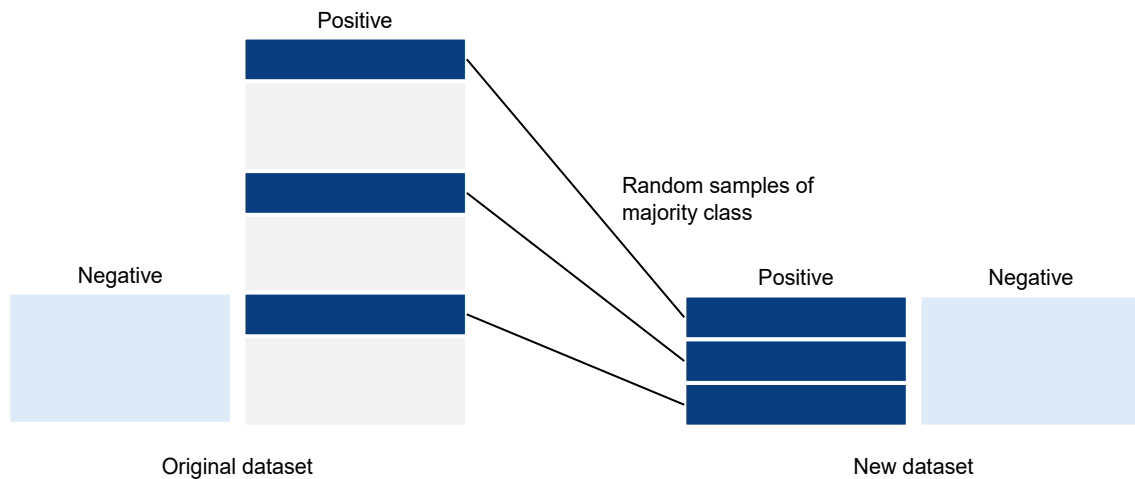 Positive
Random samples of
majority class
Negative
Positive
Negative
Original dataset
New dataset